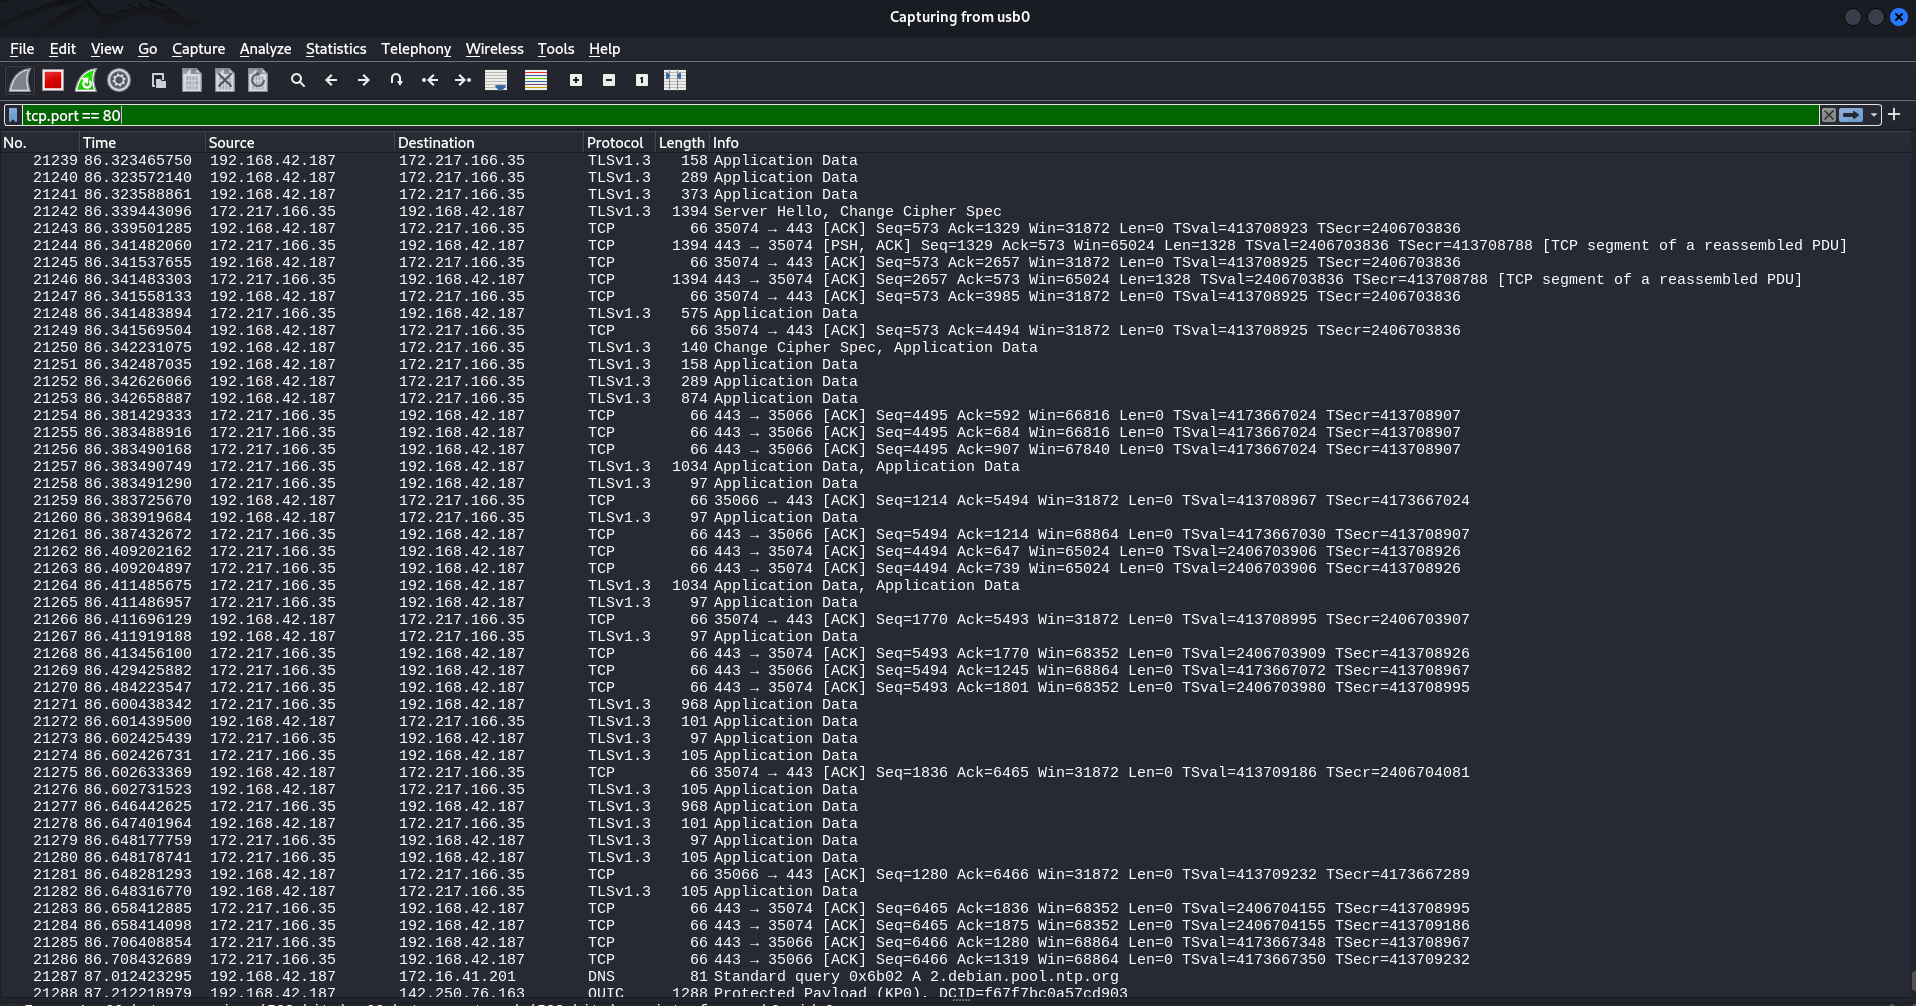 Capturing from usb0
File Edit View Go Capture Analyze Statistics Telephony Wireless Tools Help
tcp.port == 80
No. Time Source Destination Protocol Length Info
21239 86.323465750 192.168.42.187 172.217.166.35 TLSv1.3 158 Application Data
21240 86.323572140 192.168.42.187 172.217.166.35 TLSv1.3 289 Application Data
21241 86.323588861 192.168.42.187 172.217.166.35 TLSv1.3 373 Application Data
21242 86.339443096 172.217.166.35 192.168.42.187 TLSv1.3 1394 Server Hello, Change Cipher Spec
21243 86.339501285 192.168.42.187 172.217.166.35 TCP 66 35074 → 443 [ACK] Seq=573 Ack=1329 Win=31872 Len=0 TSval=413708923 TSecr=2406703836
21244 86.341482060 172.217.166.35 192.168.42.187 TCP 1394 443 → 35074 [PSH, ACK] Seq=1329 Ack=573 Win=65024 Len=1328 TSval=2406703836 TSecr=413708788 [TCP segment of a reassembled PDU]
21245 86.341537655 192.168.42.187 172.217.166.35 TCP 66 35074 → 443 [ACK] Seq=573 Ack=2657 Win=31872 Len=0 TSval=413708925 TSecr=2406703836
21246 86.341483303 172.217.166.35 192.168.42.187 TCP 1394 443 → 35074 [ACK] Seq=2657 Ack=573 Win=65024 Len=1328 TSval=2406703836 TSecr=413708788 [TCP segment of a reassembled PDU]
21247 86.341558133 192.168.42.187 172.217.166.35 TCP 66 35074 → 443 [ACK] Seq=573 Ack=3985 Win=31872 Len=0 TSval=413708925 TSecr=2406703836
21248 86.341483894 172.217.166.35 192.168.42.187 TLSv1.3 575 Application Data
21249 86.341569504 192.168.42.187 172.217.166.35 TCP 66 35074 → 443 [ACK] Seq=573 Ack=4494 Win=31872 Len=0 TSval=413708925 TSecr=2406703836
21250 86.342231075 192.168.42.187 172.217.166.35 TLSv1.3 140 Change Cipher Spec, Application Data
21251 86.342487035 192.168.42.187 172.217.166.35 TLSv1.3 158 Application Data
21252 86.342626066 192.168.42.187 172.217.166.35 TLSv1.3 289 Application Data
21253 86.342658887 192.168.42.187 172.217.166.35 TLSv1.3 874 Application Data
21254 86.381429333 172.217.166.35 192.168.42.187 TCP 66 443 → 35066 [ACK] Seq=4495 Ack=592 Win=66816 Len=0 TSval=4173667024 TSecr=413708907
21255 86.383488916 172.217.166.35 192.168.42.187 TCP 66 443 → 35066 [ACK] Seq=4495 Ack=684 Win=66816 Len=0 TSval=4173667024 TSecr=413708907
21256 86.383490168 172.217.166.35 192.168.42.187 TCP 66 443 → 35066 [ACK] Seq=4495 Ack=907 Win=67840 Len=0 TSval=4173667024 TSecr=413708907
21257 86.383490749 172.217.166.35 192.168.42.187 TLSv1.3 1034 Application Data, Application Data
21258 86.383491290 172.217.166.35 192.168.42.187 TLSv1.3 97 Application Data
21259 86.383725670 192.168.42.187 172.217.166.35 TCP 66 35066 → 443 [ACK] Seq=1214 Ack=5494 Win=31872 Len=0 TSval=413708967 TSecr=4173667024
21260 86.383919684 192.168.42.187 172.217.166.35 TLSv1.3 97 Application Data
21261 86.387432672 172.217.166.35 192.168.42.187 TCP 66 443 → 35066 [ACK] Seq=5494 Ack=1214 Win=68864 Len=0 TSval=4173667030 TSecr=413708907
21262 86.409202162 172.217.166.35 192.168.42.187 TCP 66 443 → 35074 [ACK] Seq=4494 Ack=647 Win=65024 Len=0 TSval=2406703906 TSecr=413708926
21263 86.409204897 172.217.166.35 192.168.42.187 TCP 66 443 → 35074 [ACK] Seq=4494 Ack=739 Win=65024 Len=0 TSval=2406703906 TSecr=413708926
21264 86.411485675 172.217.166.35 192.168.42.187 TLSv1.3 1034 Application Data, Application Data
21265 86.411486957 172.217.166.35 192.168.42.187 TLSv1.3 97 Application Data
21266 86.411696129 192.168.42.187 172.217.166.35 TCP 66 35074 → 443 [ACK] Seq=1770 Ack=5493 Win=31872 Len=0 TSval=413708995 TSecr=2406703907
21267 86.411919188 192.168.42.187 172.217.166.35 TLSv1.3 97 Application Data
21268 86.413456100 172.217.166.35 192.168.42.187 TCP 66 443 → 35074 [ACK] Seq=5493 Ack=1770 Win=68352 Len=0 TSval=2406703909 TSecr=413708926
21269 86.429425882 172.217.166.35 192.168.42.187 TCP 66 443 → 35066 [ACK] Seq=5494 Ack=1245 Win=68864 Len=0 TSval=4173667072 TSecr=413708967
21270 86.484223547 172.217.166.35 192.168.42.187 TCP 66 443 → 35074 [ACK] Seq=5493 Ack=1801 Win=68352 Len=0 TSval=2406703980 TSecr=413708995
21271 86.600438342 172.217.166.35 192.168.42.187 TLSv1.3 968 Application Data
21272 86.601439500 192.168.42.187 172.217.166.35 TLSv1.3 101 Application Data
21273 86.602425439 172.217.166.35 192.168.42.187 TLSv1.3 97 Application Data
21274 86.602426731 172.217.166.35 192.168.42.187 TLSv1.3 105 Application Data
21275 86.602633369 192.168.42.187 172.217.166.35 TCP 66 35074 → 443 [ACK] Seq=1836 Ack=6465 Win=31872 Len=0 TSval=413709186 TSecr=2406704081
21276 86.602731523 192.168.42.187 172.217.166.35 TLSv1.3 105 Application Data
21277 86.646442625 172.217.166.35 192.168.42.187 TLSv1.3 968 Application Data
21278 86.647401964 192.168.42.187 172.217.166.35 TLSv1.3 101 Application Data
21279 86.648177759 172.217.166.35 192.168.42.187 TLSv1.3 97 Application Data
21280 86.648178741 172.217.166.35 192.168.42.187 TLSv1.3 105 Application Data
21281 86.648281293 192.168.42.187 172.217.166.35 TCP 66 35066 → 443 [ACK] Seq=1280 Ack=6466 Win=31872 Len=0 TSval=413709232 TSecr=4173667289
21282 86.648316770 192.168.42.187 172.217.166.35 TLSv1.3 105 Application Data
21283 86.658412885 172.217.166.35 192.168.42.187 TCP 66 443 → 35074 [ACK] Seq=6465 Ack=1836 Win=68352 Len=0 TSval=2406704155 TSecr=413708995
21284 86.658414098 172.217.166.35 192.168.42.187 TCP 66 443 → 35074 [ACK] Seq=6465 Ack=1875 Win=68352 Len=0 TSval=2406704155 TSecr=413709186
21285 86.706408854 172.217.166.35 192.168.42.187 TCP 66 443 → 35066 [ACK] Seq=6466 Ack=1280 Win=68864 Len=0 TSval=4173667348 TSecr=413708967
21286 86.708432689 172.217.166.35 192.168.42.187 TCP 66 443 → 35066 [ACK] Seq=6466 Ack=1319 Win=68864 Len=0 TSval=4173667350 TSecr=413709232
21287 87.012423295 192.168.42.187 172.16.41.201 DNS 81 Standard query 0x6b02 A 2.debian.pool.ntp.org
21288 87.212218979 192.168.42.187 142.250.76.163 QUIC 1288 Protected Payload (KP0), DCID=f67f7bc0a57cd903